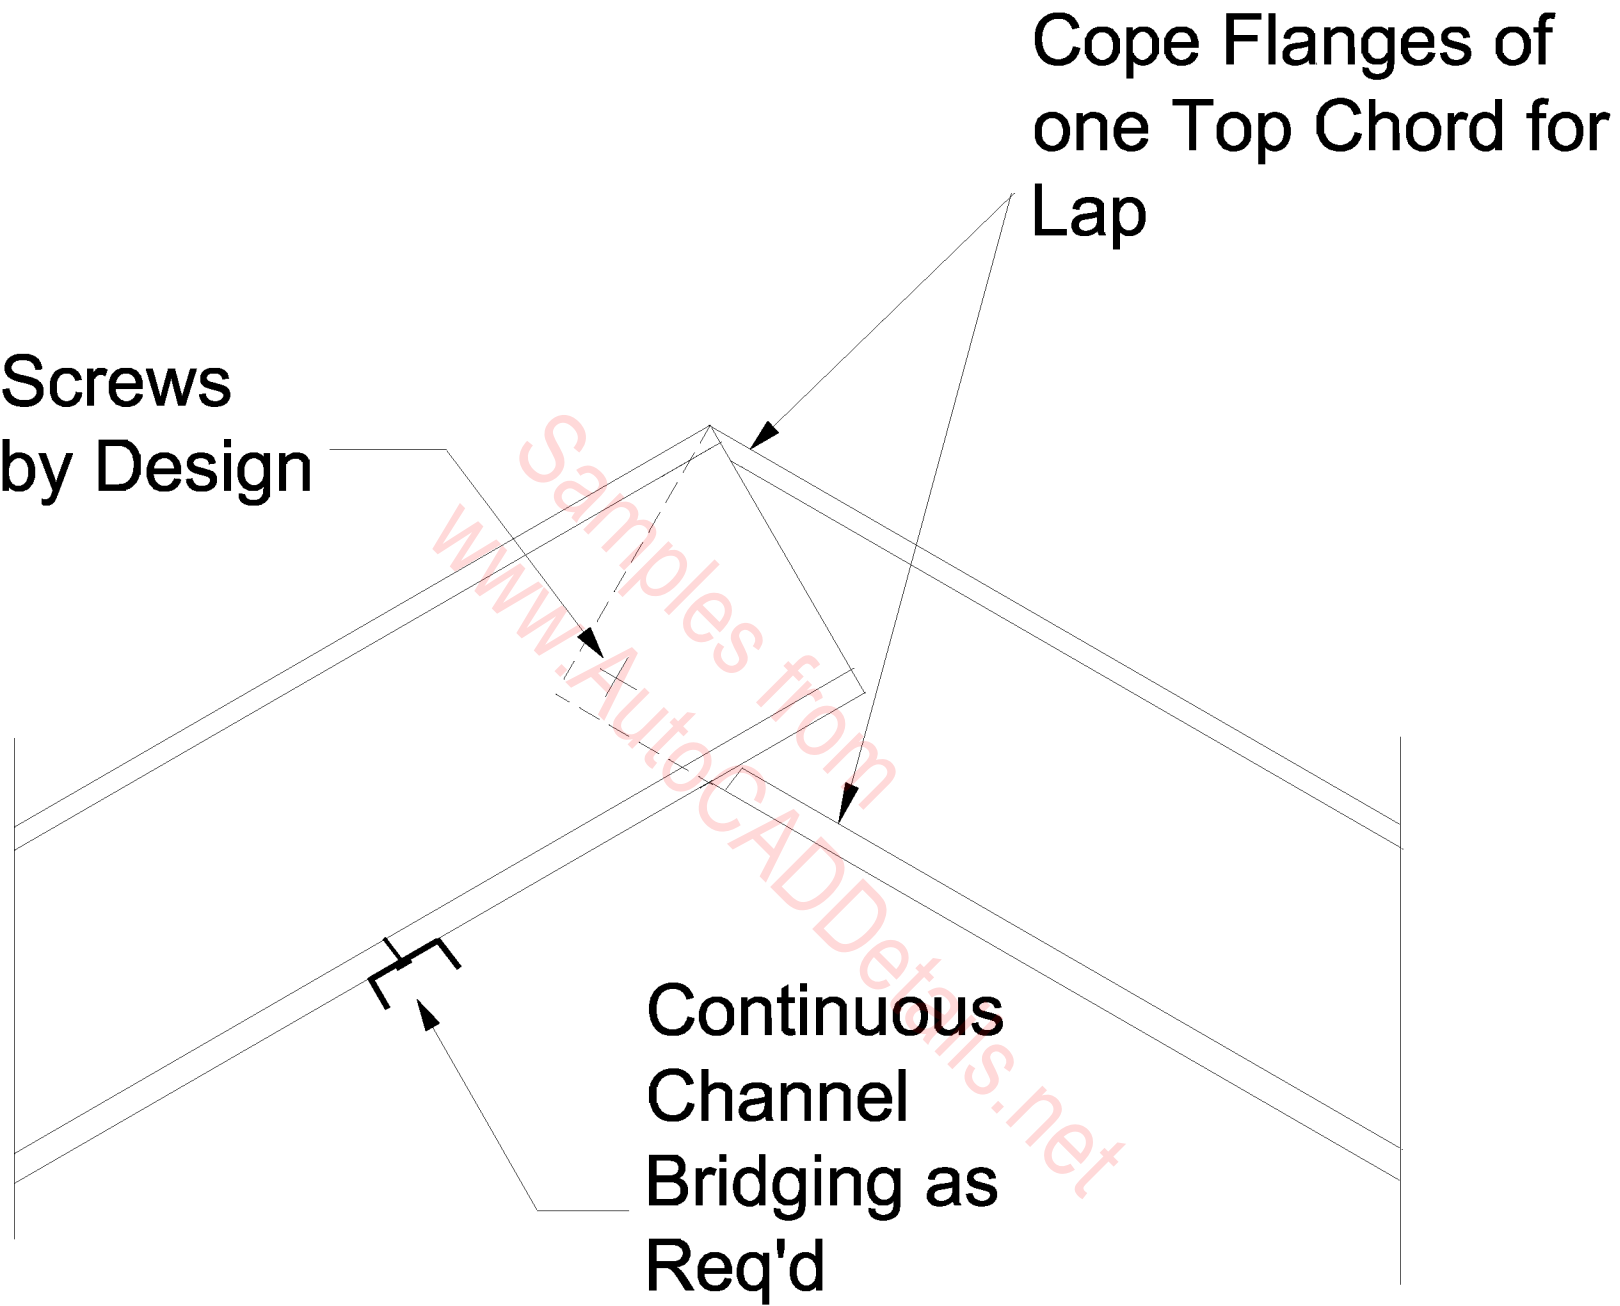 Cope Flanges of
one Top Chord for
Lap
Screws
by Design
Samples from
www.AutoCADDetails.net
Continuous
Channel
Bridging as
Req'd